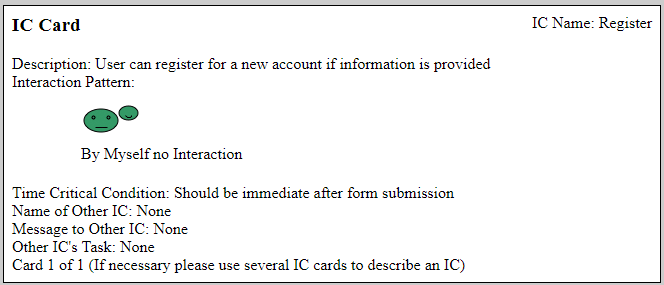 IC Card
IC Name: Register
Description: User can register for a new account if information is provided
Interaction Pattern:
By Myself no Interaction
Time Critical Condition: Should be immediate after form submission
Name of Other IC: None
Message to Other IC: None
Other IC's Task: None
Card 1 of 1 (If necessary please use several IC cards to describe an IC)